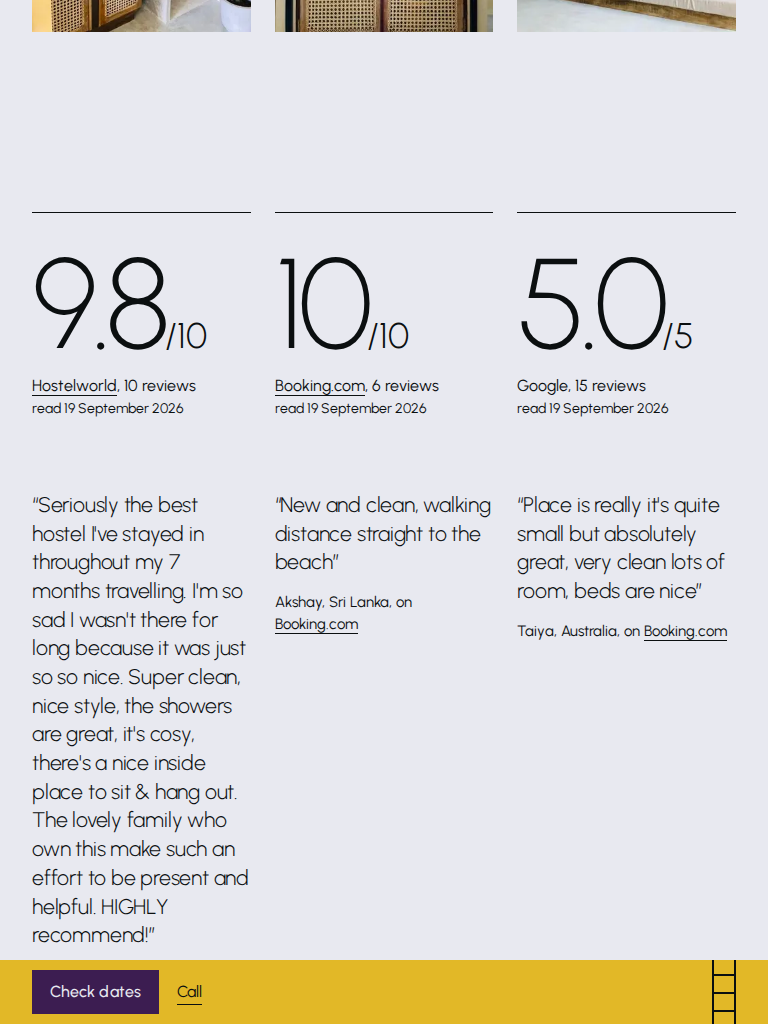 9.8/10
Hostelworld, 10 reviews
read 19 September 2026
10/10
Booking.com, 6 reviews
read 19 September 2026
5.0/5
Google, 15 reviews
read 19 September 2026
“Seriously the best
hostel I've stayed in
throughout my 7
months travelling. I'm so
sad I wasn't there for
long because it was just
so so nice. Super clean,
nice style, the showers
are great, it's cosy,
there's a nice inside
place to sit & hang out.
The lovely family who
own this make such an
effort to be present and
helpful. HIGHLY
recommend!”
“New and clean, walking
distance straight to the
beach”
Akshay, Sri Lanka, on
Booking.com
“Place is really it's quite
small but absolutely
great, very clean lots of
room, beds are nice”
Taiya, Australia, on Booking.com
Check dates
Call